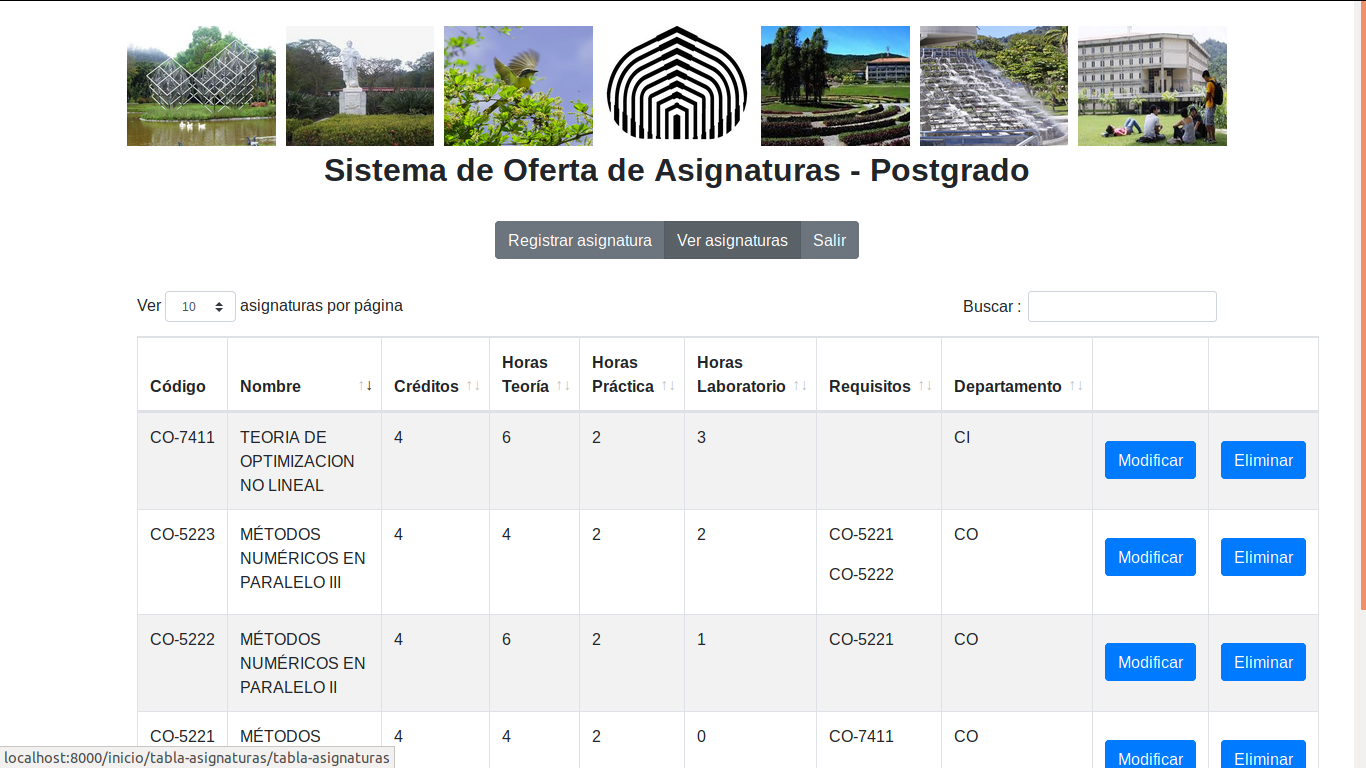 Sistema de Oferta de Asignaturas - Postgrado
Registrar asignatura Ver asignaturas Salir
Ver 10 asignaturas por página Buscar :
Código Nombre Créditos Horas Teoría Horas Práctica Horas Laboratorio Requisitos Departamento
CO-7411 TEORIA DE 4 6 2 3 CI
OPTIMIZACION
NO LINEAL
Modificar Eliminar
CO-5223 MÉTODOS 4 4 2 2 CO-5221 CO
NUMÉRICOS EN
PARALELO III
CO-5222
Modificar Eliminar
CO-5222 MÉTODOS 4 6 2 1 CO-5221 CO
NUMÉRICOS EN
PARALELO II
Modificar Eliminar
CO-5221 MÉTODOS 4 4 2 0 CO-7411 CO
Modificar Eliminar
localhost:8000/inicio/tabla-asignaturas/tabla-asignaturas